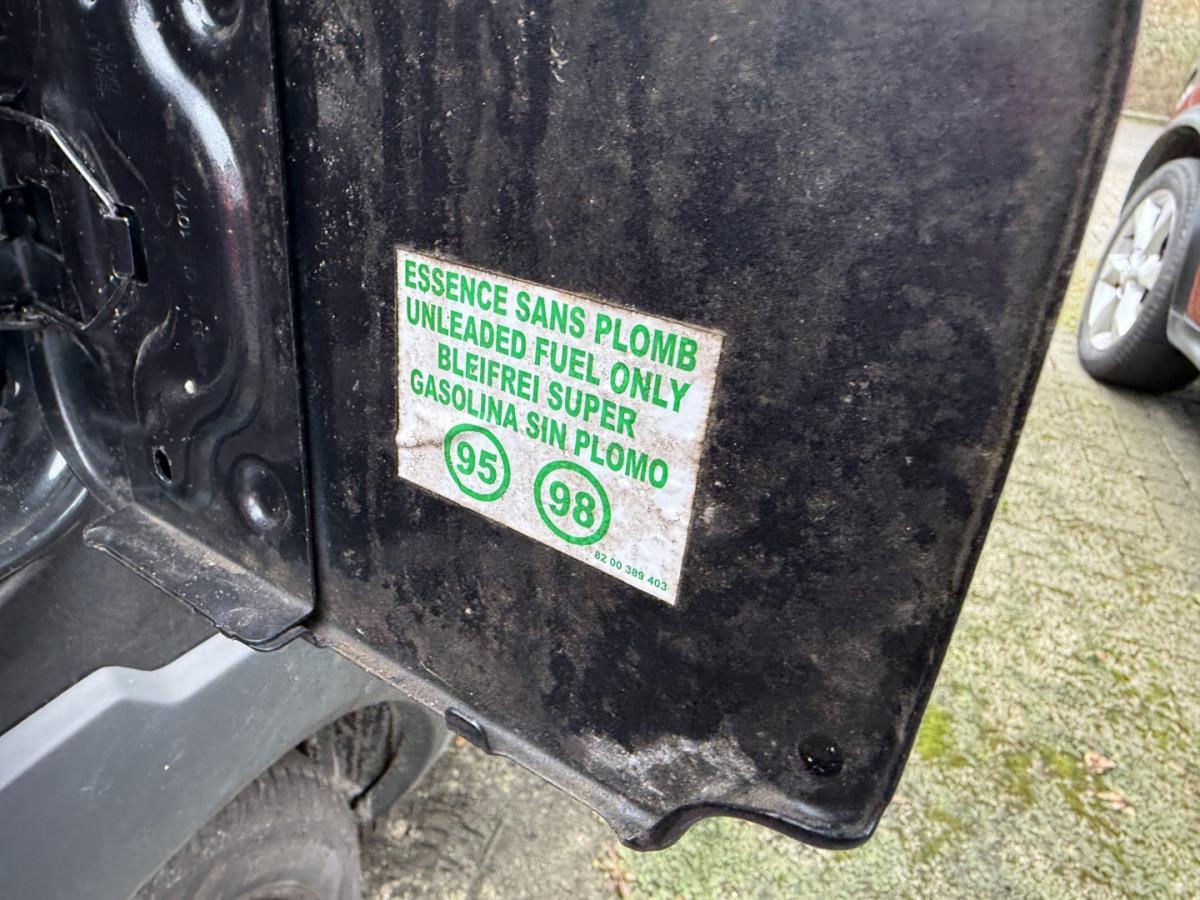 ESSENCE SANS PLOMB
UNLEADED FUEL ONLY
BLEIFREI SUPER
GASOLINA SIN PLOMO
95 98
82 00 389 403